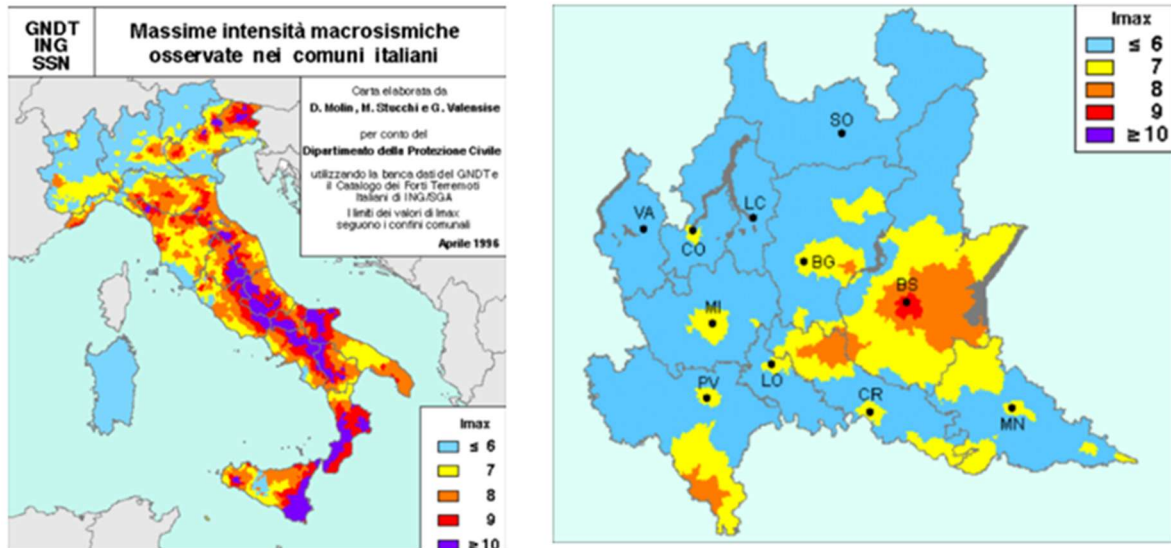 GNDT
ING
SSN
Massime intensità macrosismiche
osservate nei comuni italiani
Carta elaborata da
D. Molin, M. Stucchi e G. Valensise
per conto del
Dipartimento della Protezione Civile
utilizzando la banca dati del GNDT e
il Catalogo dei Forti Terremoti
Italiani di ING/SGA
I limiti dei valori di Imax
seguono i confini comunali
Aprile 1996
Imax
≤ 6
7
8
9
≥ 10
Imax
≤ 6
7
8
9
≥ 10
SO
VA
CO
LC
BG
BS
MI
LO
PV
CR
MN